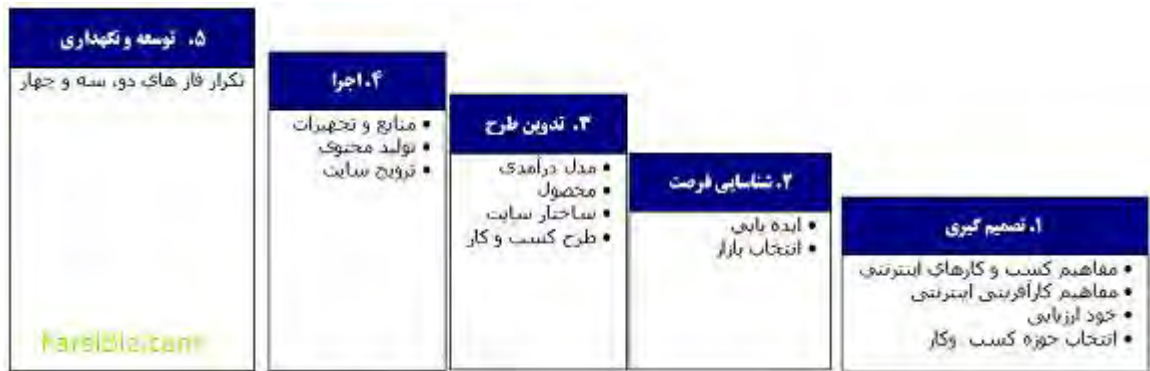 ۱. تصمیم گیری
• مفاهیم کسب و کارهای اینترنتی
• مفاهیم کارآفرینی اینترنتی
• خود ارزیابی
• انتخاب حوزه کسب وکار
۲. شناسایی فرصت
• ایده یابی
• انتخاب بازار
۳. تدوین طرح
• مدل درآمدی
• محصول
• ساختار سایت
• طرح کسب و کار
۴. اجرا
• منابع و تجهیزات
• تولید محتوی
• ترویج سایت
۵. توسعه و نگهداری
تکرار فاز های دو، سه و چهار
FarsiBiz.com